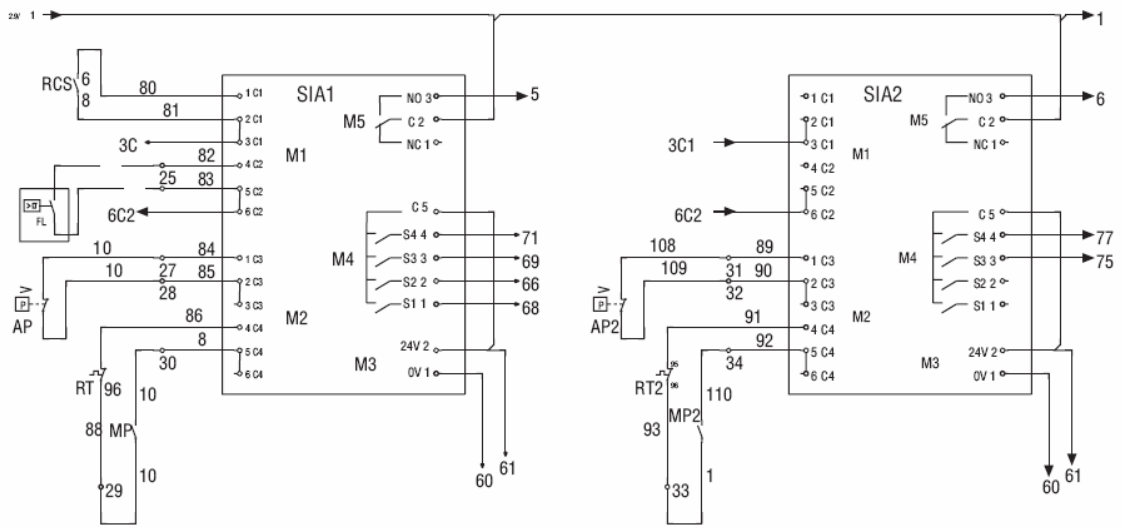 2.9/ 1
1
RCS
6
8
80
81
3C
82
25
83
6C2
FL
10
84
10
27
85
28
V
P
AP
86
8
30
RT
96
10
88
MP
10
29
SIA1
1 C1
2 C1
3 C1
4 C2
5 C2
6 C2
1 C3
2 C3
3 C3
4 C4
5 C4
6 C4
M1
M2
M5
NO 3
C 2
NC 1
5
M4
C 5
S4 4
S3 3
S2 2
S1 1
71
69
66
68
M3
24V 2
0V 1
60
61
3C1
6C2
108
89
109
31
90
32
V
P
AP2
91
92
34
95
RT2
96
110
MP2
93
1
33
SIA2
1 C1
2 C1
3 C1
4 C2
5 C2
6 C2
1 C3
2 C3
3 C3
4 C4
5 C4
6 C4
M1
M2
M5
NO 3
C 2
NC 1
6
M4
C 5
S4 4
S3 3
S2 2
S1 1
77
75
M3
24V 2
0V 1
60
61